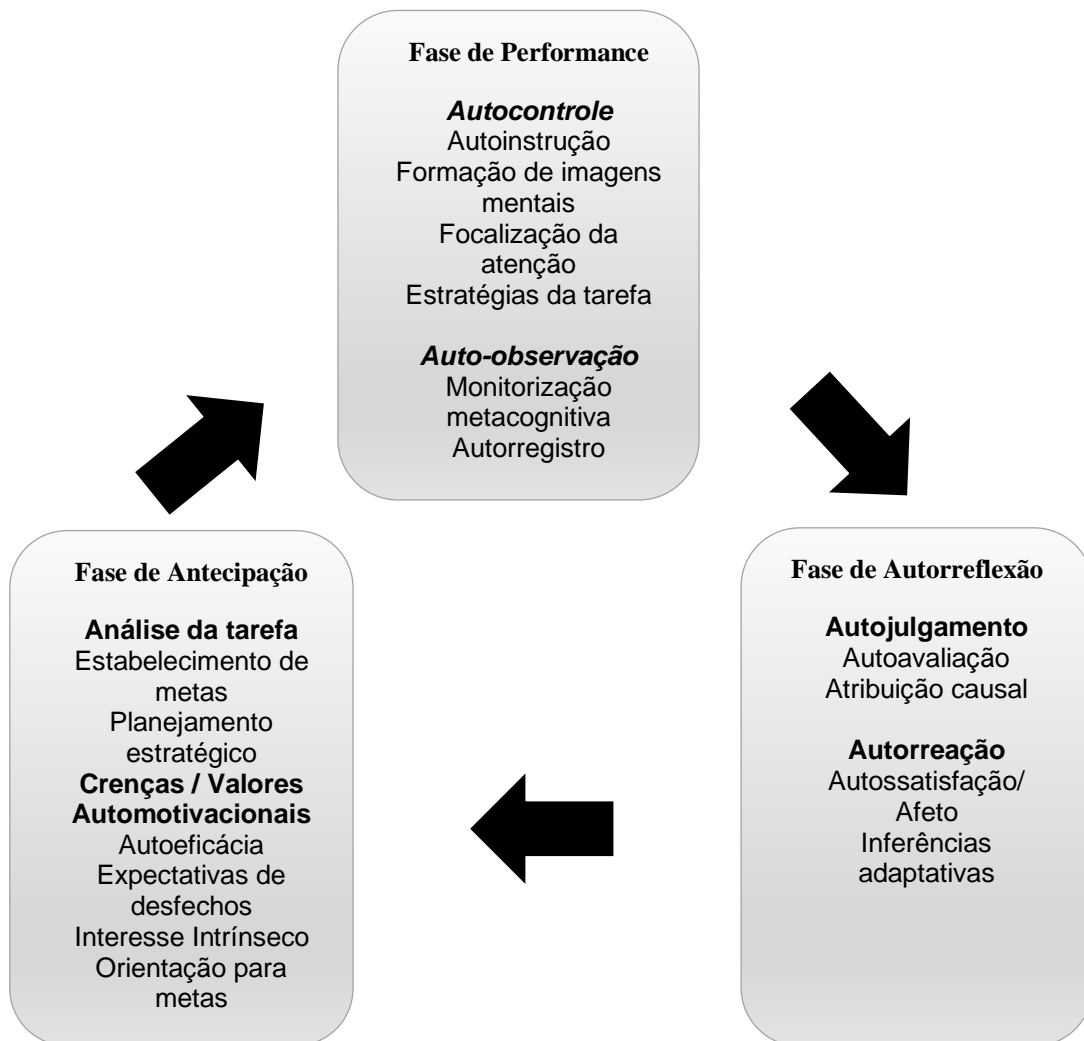 Fase de Performance
Autocontrole
Autoinstrução
Formação de imagens
mentais
Focalização da
atenção
Estratégias da tarefa
Auto-observação
Monitorização
metacognitiva
Autorregistro
Fase de Antecipação
Análise da tarefa
Estabelecimento de
metas
Planejamento
estratégico
Crenças / Valores
Automotivacionais
Autoeficácia
Expectativas de
desfechos
Interesse Intrínseco
Orientação para
metas
Fase de Autorreflexão
Autojulgamento
Autoavaliação
Atribuição causal
Autorreação
Autossatisfação/
Afeto
Inferências
adaptativas